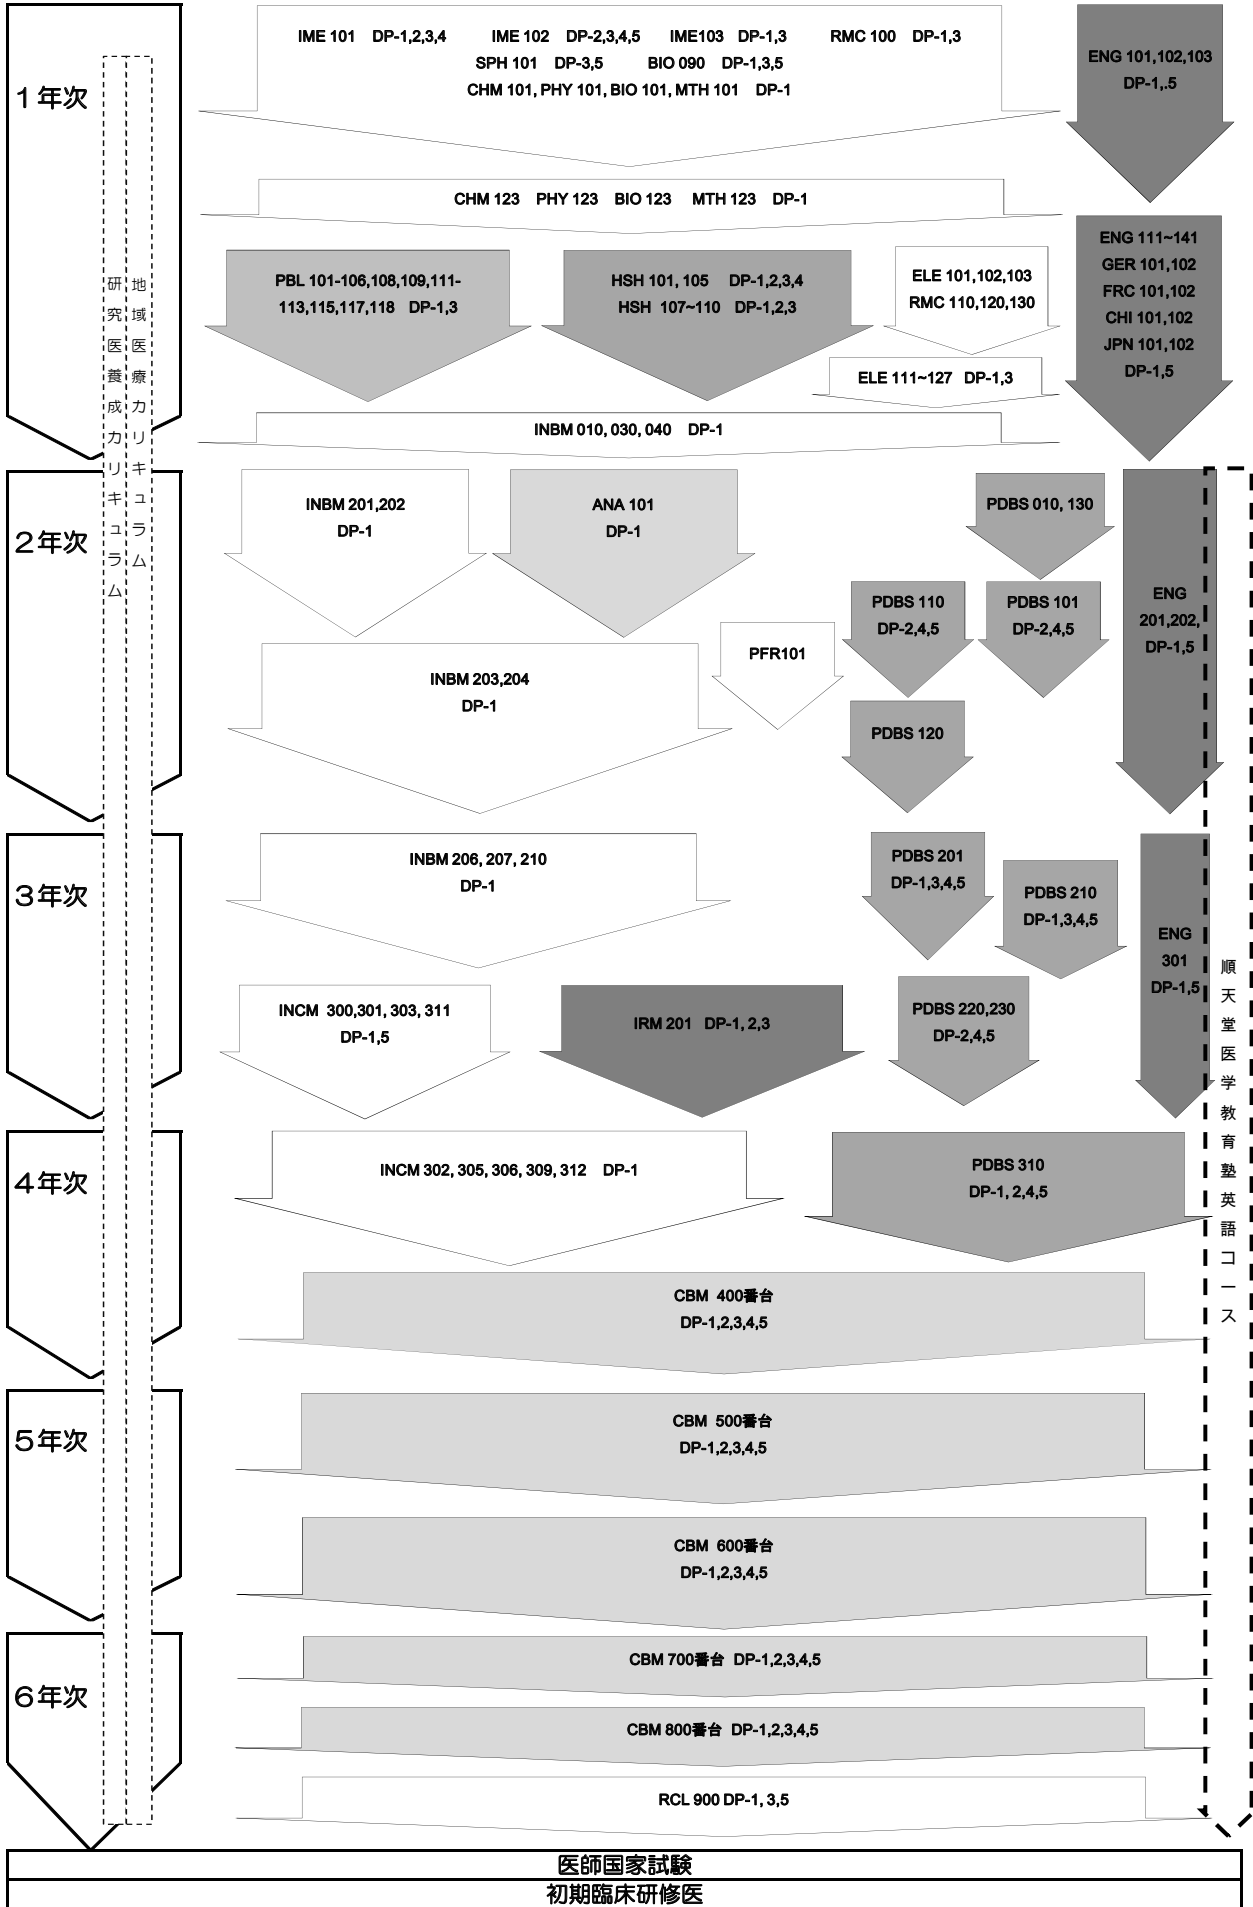 1年次
IME 101 DP-1,2,3,4 IME 102 DP-2,3,4,5 IME103 DP-1,3 RMC 100 DP-1,3
SPH 101 DP-3,5 BIO 090 DP-1,3,5
CHM 101, PHY 101, BIO 101, MTH 101 DP-1
ENG 101,102,103
DP-1,.5
CHM 123 PHY 123 BIO 123 MTH 123 DP-1
PBL 101-106,108,109,111-
113,115,117,118 DP-1,3
HSH 101, 105 DP-1,2,3,4
HSH 107~110 DP-1,2,3
ELE 101,102,103
RMC 110,120,130
ELE 111~127 DP-1,3
ENG 111~141
GER 101,102
FRC 101,102
CHI 101,102
JPN 101,102
DP-1,5
INBM 010, 030, 040 DP-1
研究医養成カリキュラム
地域医療カリキュラム
2年次
INBM 201,202
DP-1
ANA 101
DP-1
PDBS 010, 130
PDBS 110
DP-2,4,5
PDBS 101
DP-2,4,5
ENG
201,202,
DP-1,5
PFR101
INBM 203,204
DP-1
PDBS 120
3年次
INBM 206, 207, 210
DP-1
PDBS 201
DP-1,3,4,5
PDBS 210
DP-1,3,4,5
ENG
301
DP-1,5
INCM 300,301, 303, 311
DP-1,5
IRM 201 DP-1, 2,3
PDBS 220,230
DP-2,4,5
順天堂医学教育塾英語コース
4年次
INCM 302, 305, 306, 309, 312 DP-1
PDBS 310
DP-1, 2,4,5
CBM 400番台
DP-1,2,3,4,5
5年次
CBM 500番台
DP-1,2,3,4,5
CBM 600番台
DP-1,2,3,4,5
6年次
CBM 700番台 DP-1,2,3,4,5
CBM 800番台 DP-1,2,3,4,5
RCL 900 DP-1, 3,5
医師国家試験
初期臨床研修医